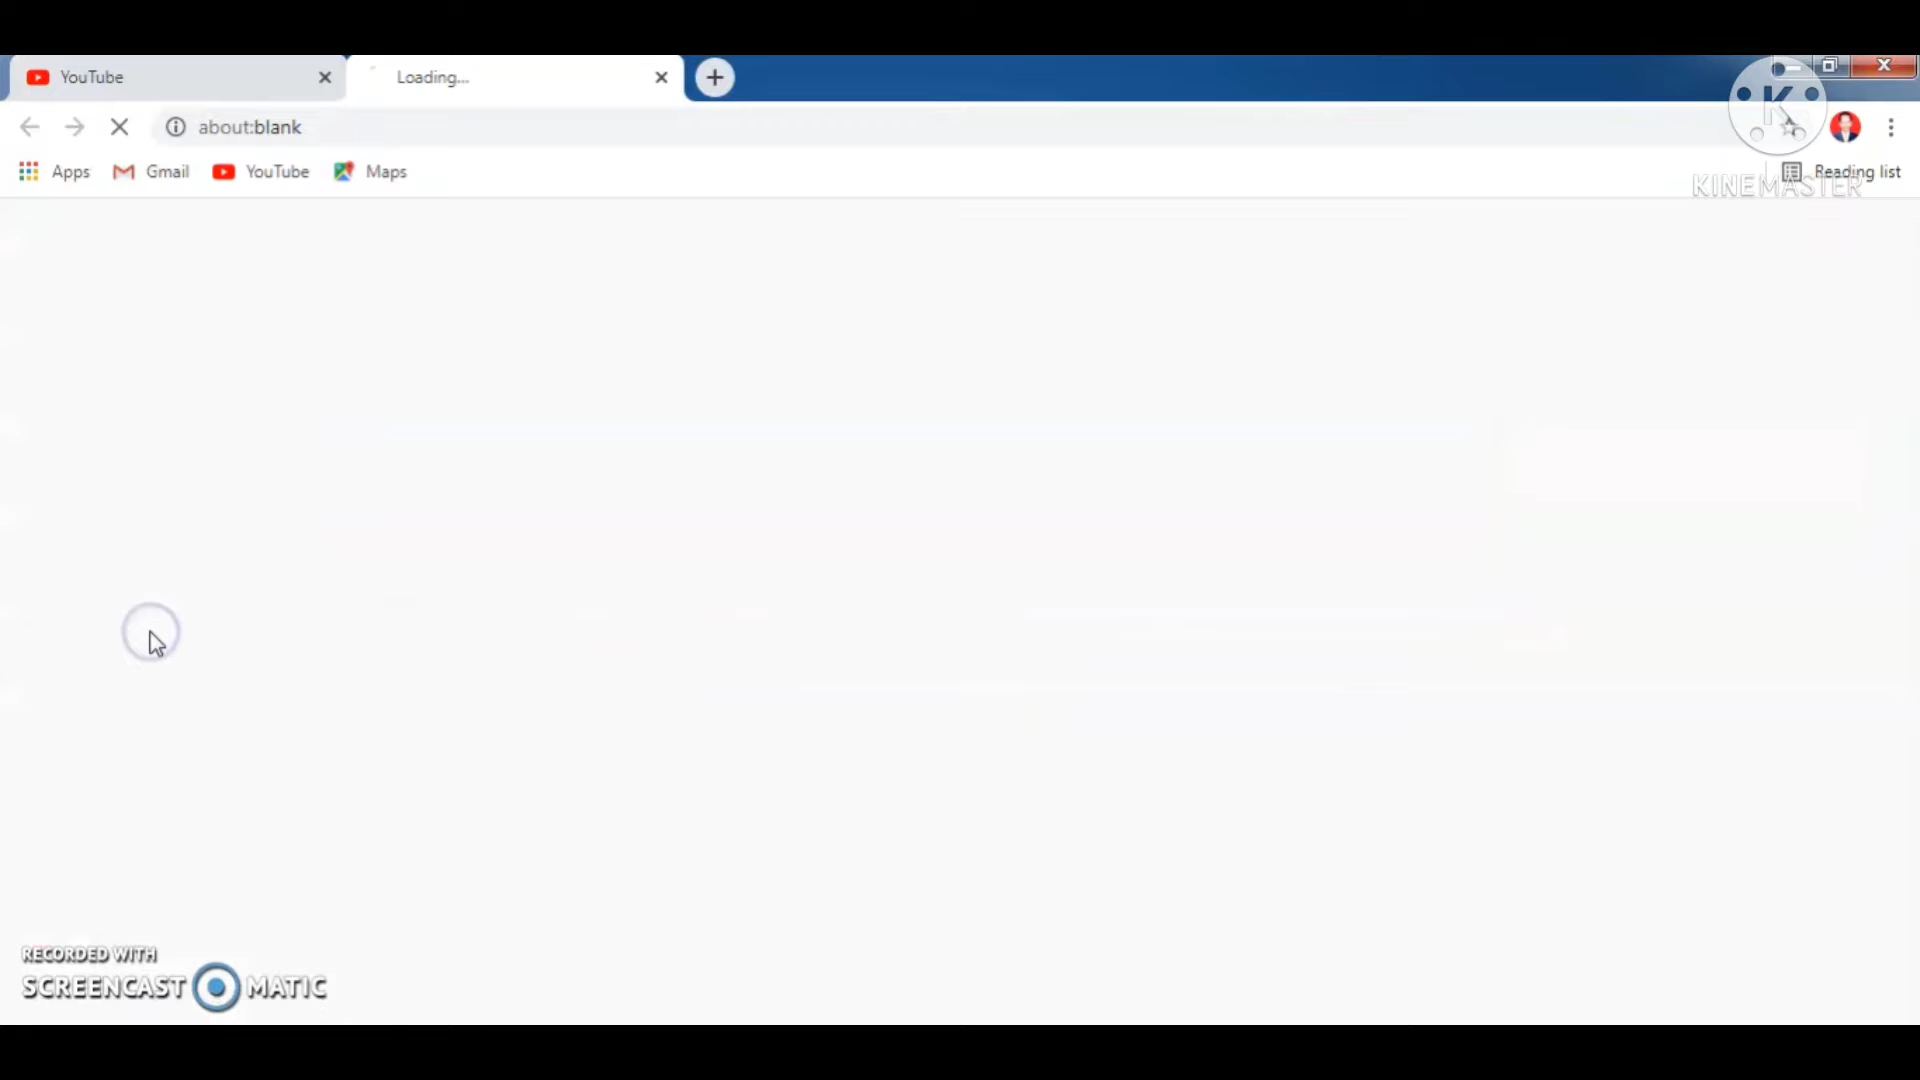 YouTube
Loading...
about:blank
Apps
Gmail
YouTube
Maps
Reading list
K
KINEMASTER
RECORDED WITH
SCREENCAST MATIC